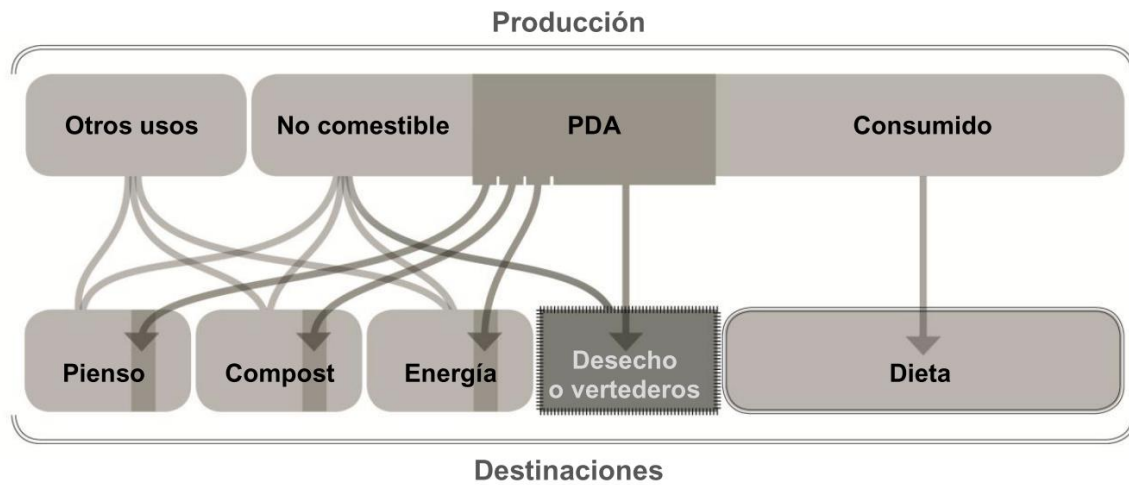 Producción
Otros usos
No comestible
PDA
Consumido
Pienso
Compost
Energía
Desecho
o vertederos
Dieta
Destinaciones